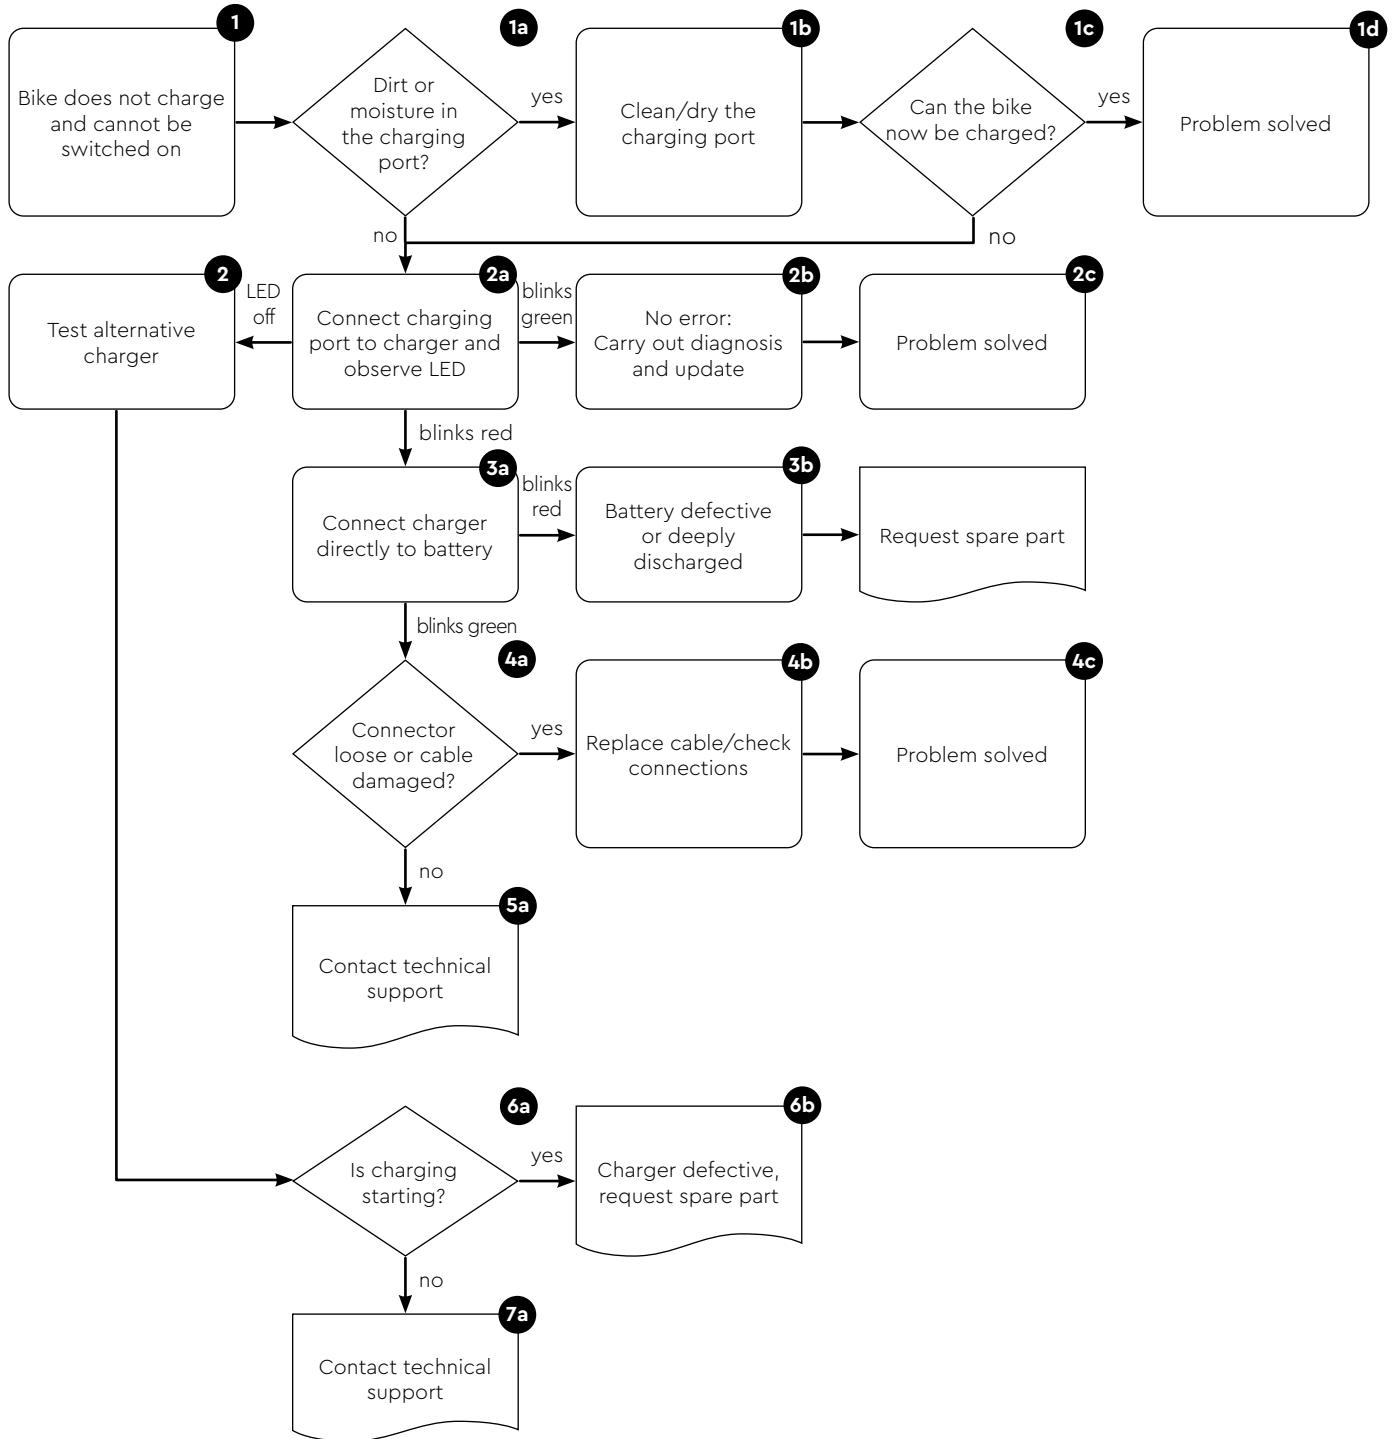 1
1a
1b
1c
1d
Bike does not charge
and cannot be
switched on
Dirt or
moisture in
the charging
port?
yes
Clean/dry the
charging port
Can the bike
now be charged?
yes
Problem solved
no
no
2
2a
2b
2c
Test alternative
charger
LED
off
Connect charging
port to charger and
observe LED
blinks
green
No error:
Carry out diagnosis
and update
Problem solved
blinks red
3a
3b
Connect charger
directly to battery
blinks
red
Battery defective
or deeply
discharged
Request spare part
blinks green
4a
4b
4c
Connector
loose or cable
damaged?
yes
Replace cable/check
connections
Problem solved
no
5a
Contact technical
support
6a
6b
Is charging
starting?
yes
Charger defective,
request spare part
no
7a
Contact technical
support